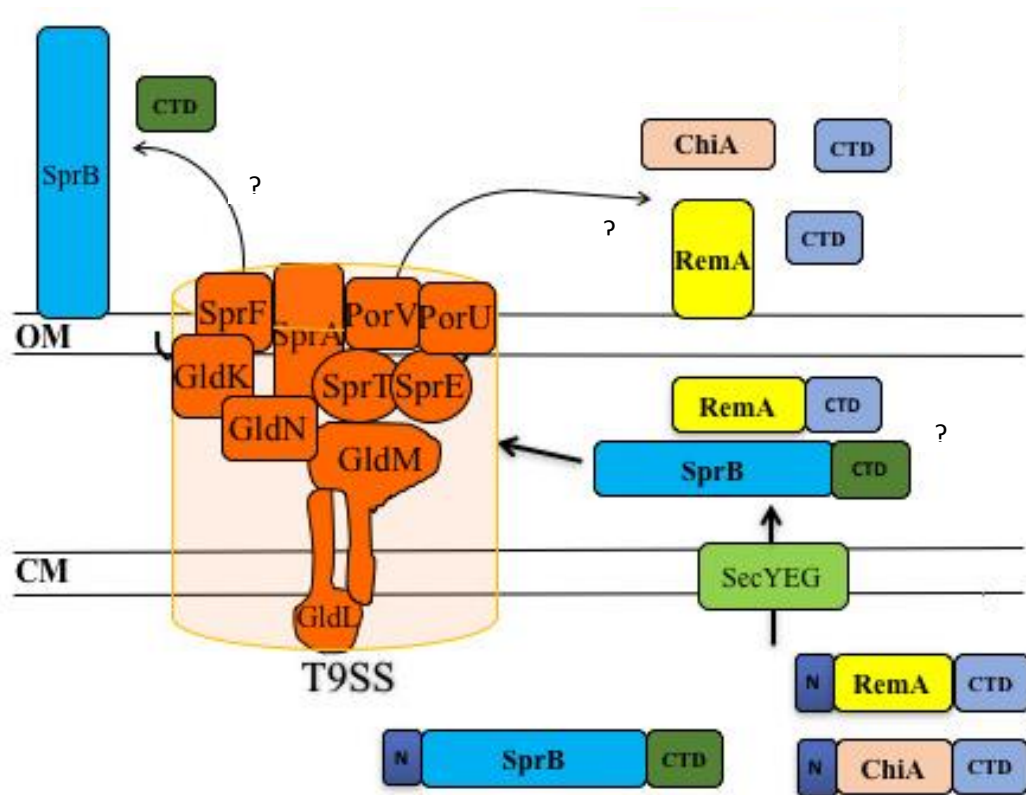 CTD
ChiA
CTD
SprB
?
?
CTD
RemA
SprF
SprA
PorV
PorU
OM
GldK
SprT
SprE
RemA
CTD
GldN
?
GldM
SprB
CTD
CM
SecYEG
GldL
T9SS
N
RemA
CTD
N
SprB
CTD
N
ChiA
CTD